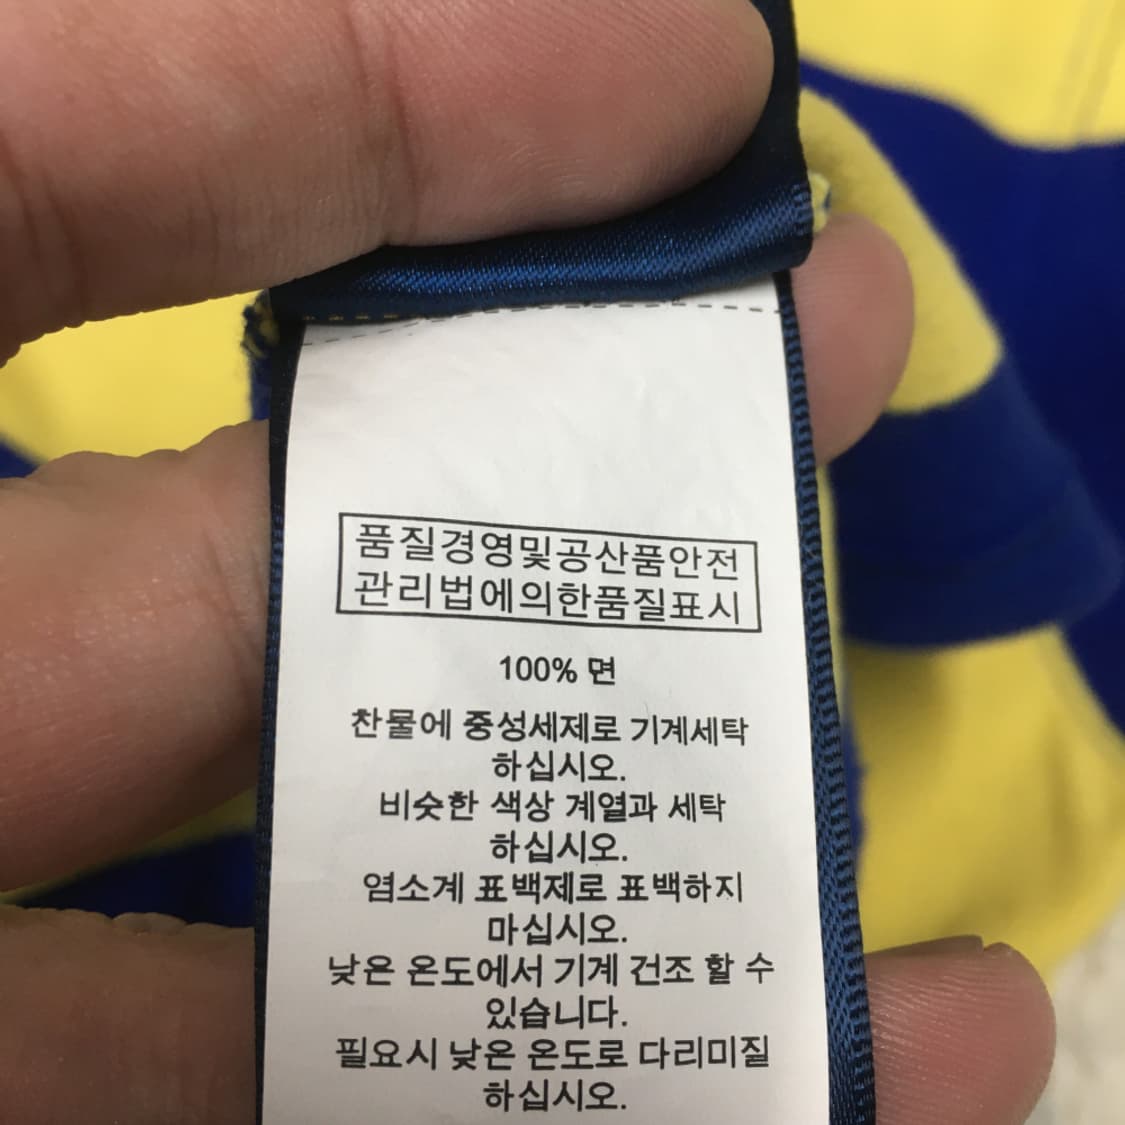 품질경영및공산품안전
관리법에의한품질표시
100% 면
찬물에 중성세제로 기계세탁
하십시오.
비슷한 색상 계열과 세탁
하십시오.
염소계 표백제로 표백하지
마십시오.
낮은 온도에서 기계 건조 할 수
있습니다.
필요시 낮은 온도로 다리미질
하십시오.